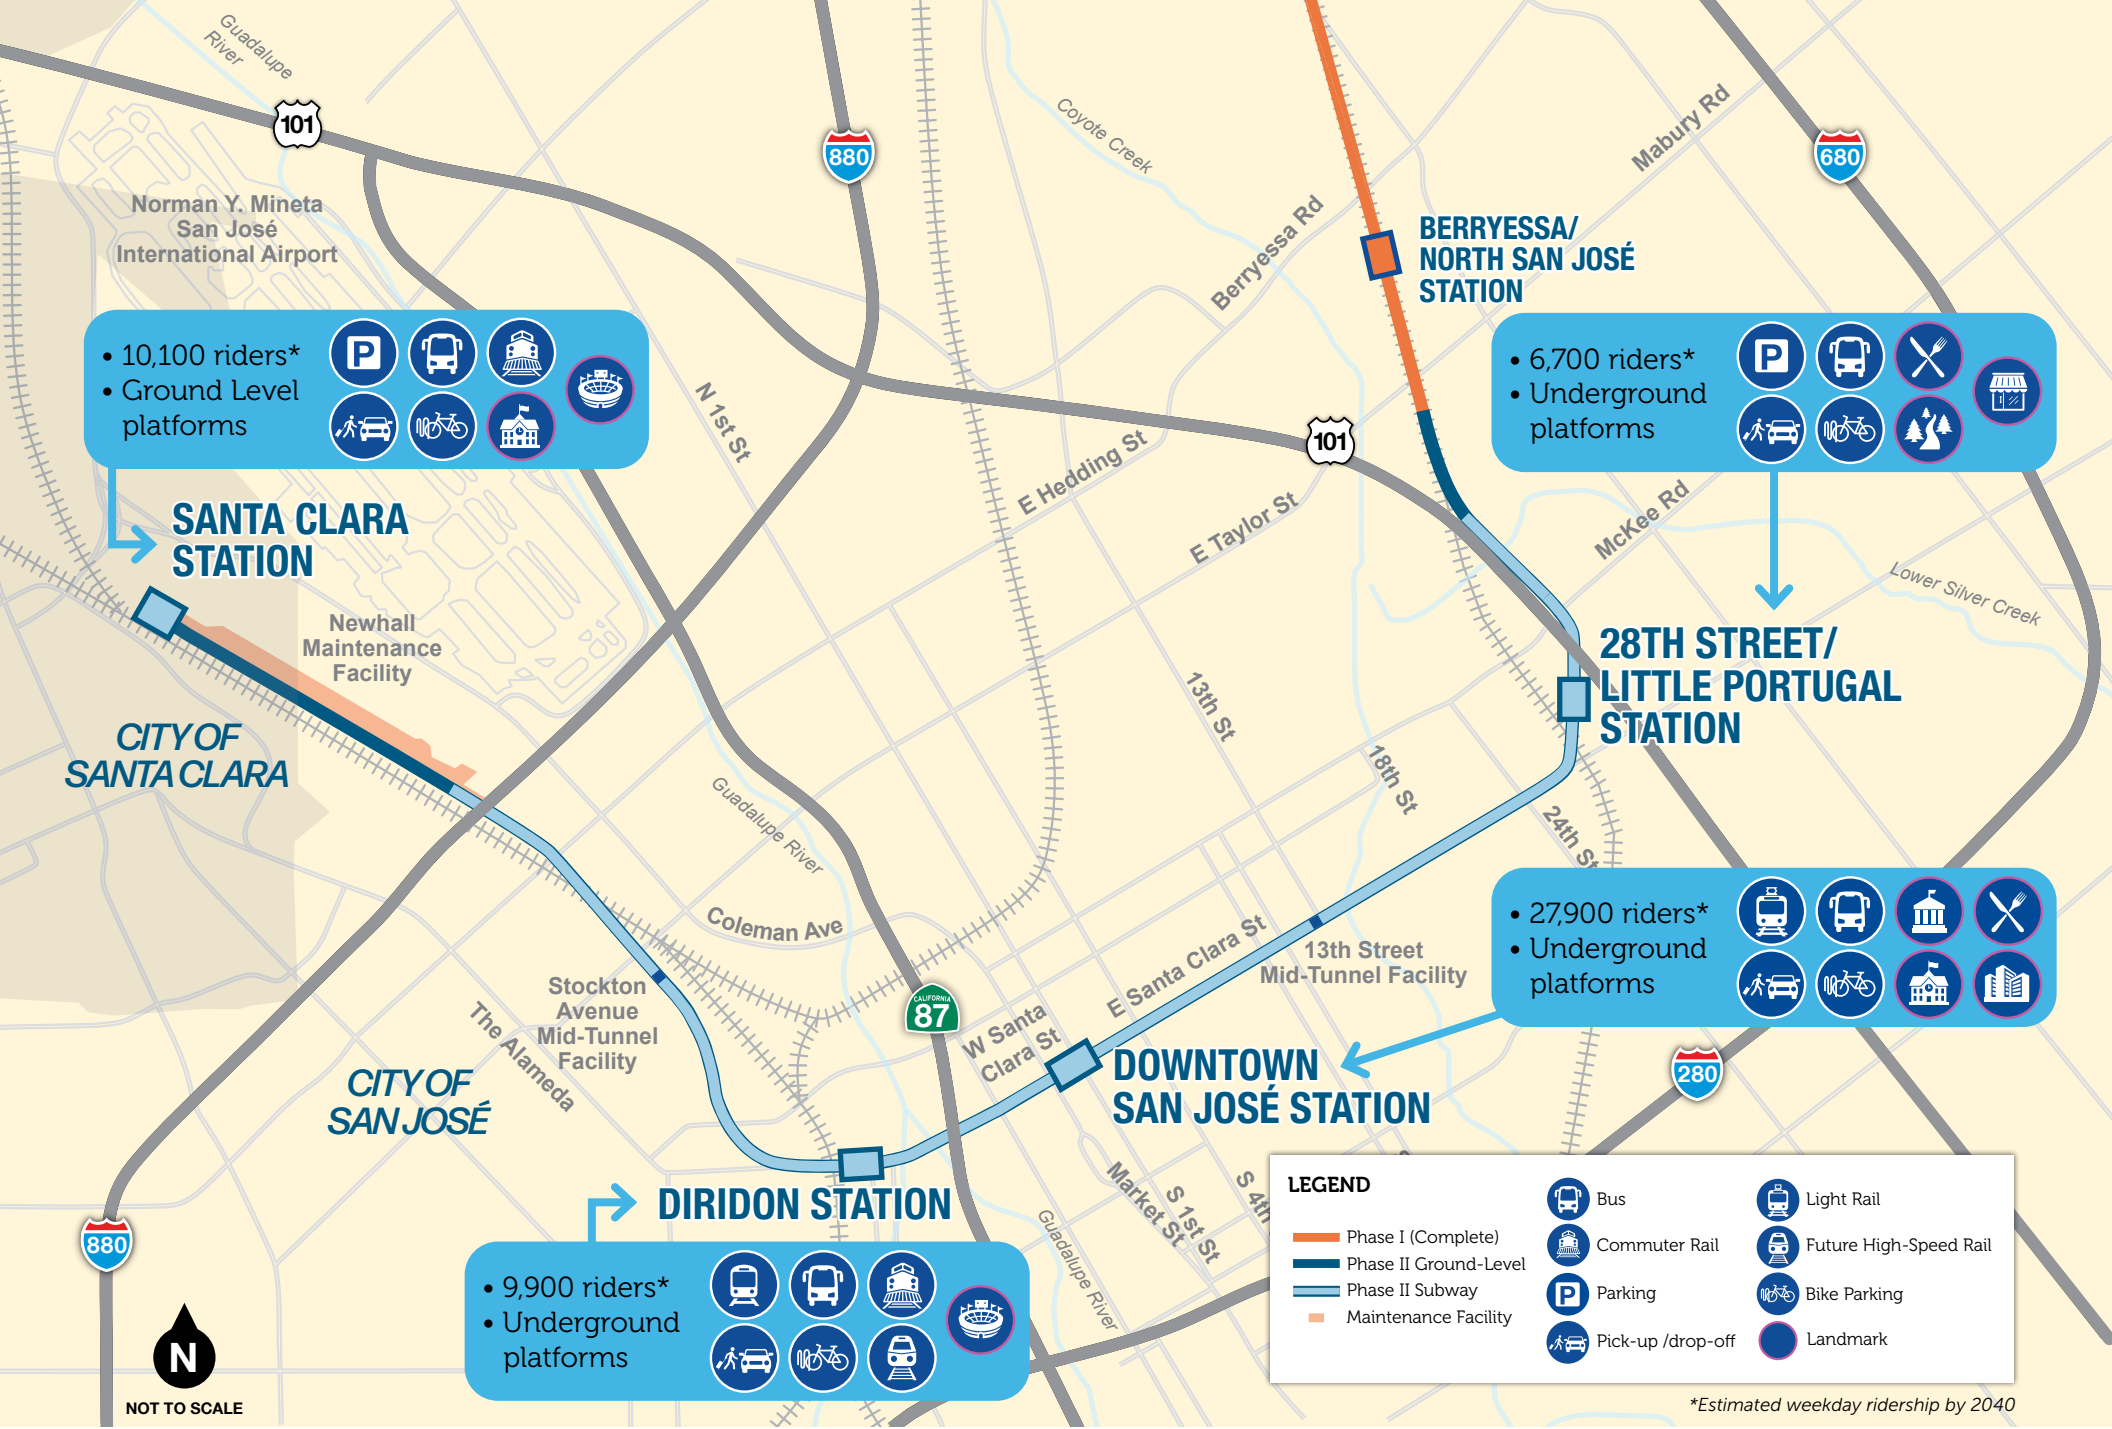 Guadalupe
River
101
880
Coyote Creek
Mabury Rd
680
Norman Y. Mineta
San José
International Airport
Berryessa Rd
BERRYESSA/
NORTH SAN JOSÉ
STATION
• 10,100 riders*
• Ground Level
platforms
P
• 6,700 riders*
• Underground
platforms
P
N 1st St
101
E Hedding St
E Taylor St
McKee Rd
SANTA CLARA
STATION
Lower Silver Creek
Newhall
Maintenance
Facility
28TH STREET/
LITTLE PORTUGAL
STATION
CITY OF
SANTA CLARA
13th St
18th St
24th St
Guadalupe River
Coleman Ave
• 27,900 riders*
• Underground
platforms
E Santa Clara St
13th Street
Mid-Tunnel Facility
Stockton
Avenue
Mid-Tunnel
Facility
The Alameda
CALIFORNIA
87
W Santa
Clara St
DOWNTOWN
SAN JOSÉ STATION
280
CITY OF
SAN JOSÉ
DIRIDON STATION
Market St
S 1st St
S 4th
Guadalupe River
880
• 9,900 riders*
• Underground
platforms
N
NOT TO SCALE
LEGEND
Phase I (Complete)
Phase II Ground-Level
Phase II Subway
Maintenance Facility
Bus
Commuter Rail
P
Parking
Pick-up /drop-off
Light Rail
Future High-Speed Rail
Bike Parking
Landmark
*Estimated weekday ridership by 2040